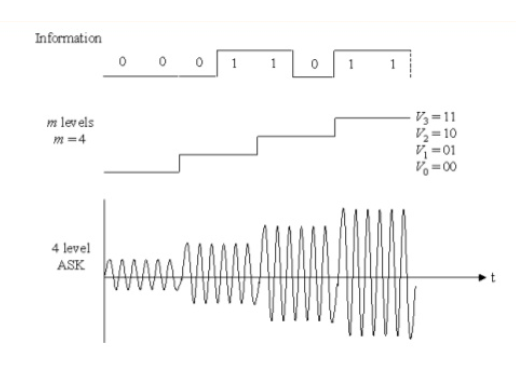 Information
0 0 0 1 1 0 1 1
m levels
m = 4
V3 = 11
V2 = 10
V1 = 01
V0 = 00
4 level
ASK
t